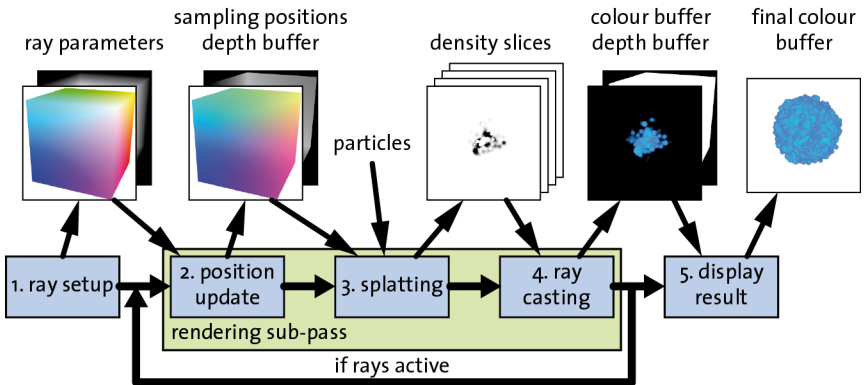 ray parameters
sampling positions
depth buffer
density slices
colour buffer
depth buffer
final colour
buffer
particles
1. ray setup
2. position
update
3. splatting
4. ray
casting
5. display
result
rendering sub-pass
if rays active